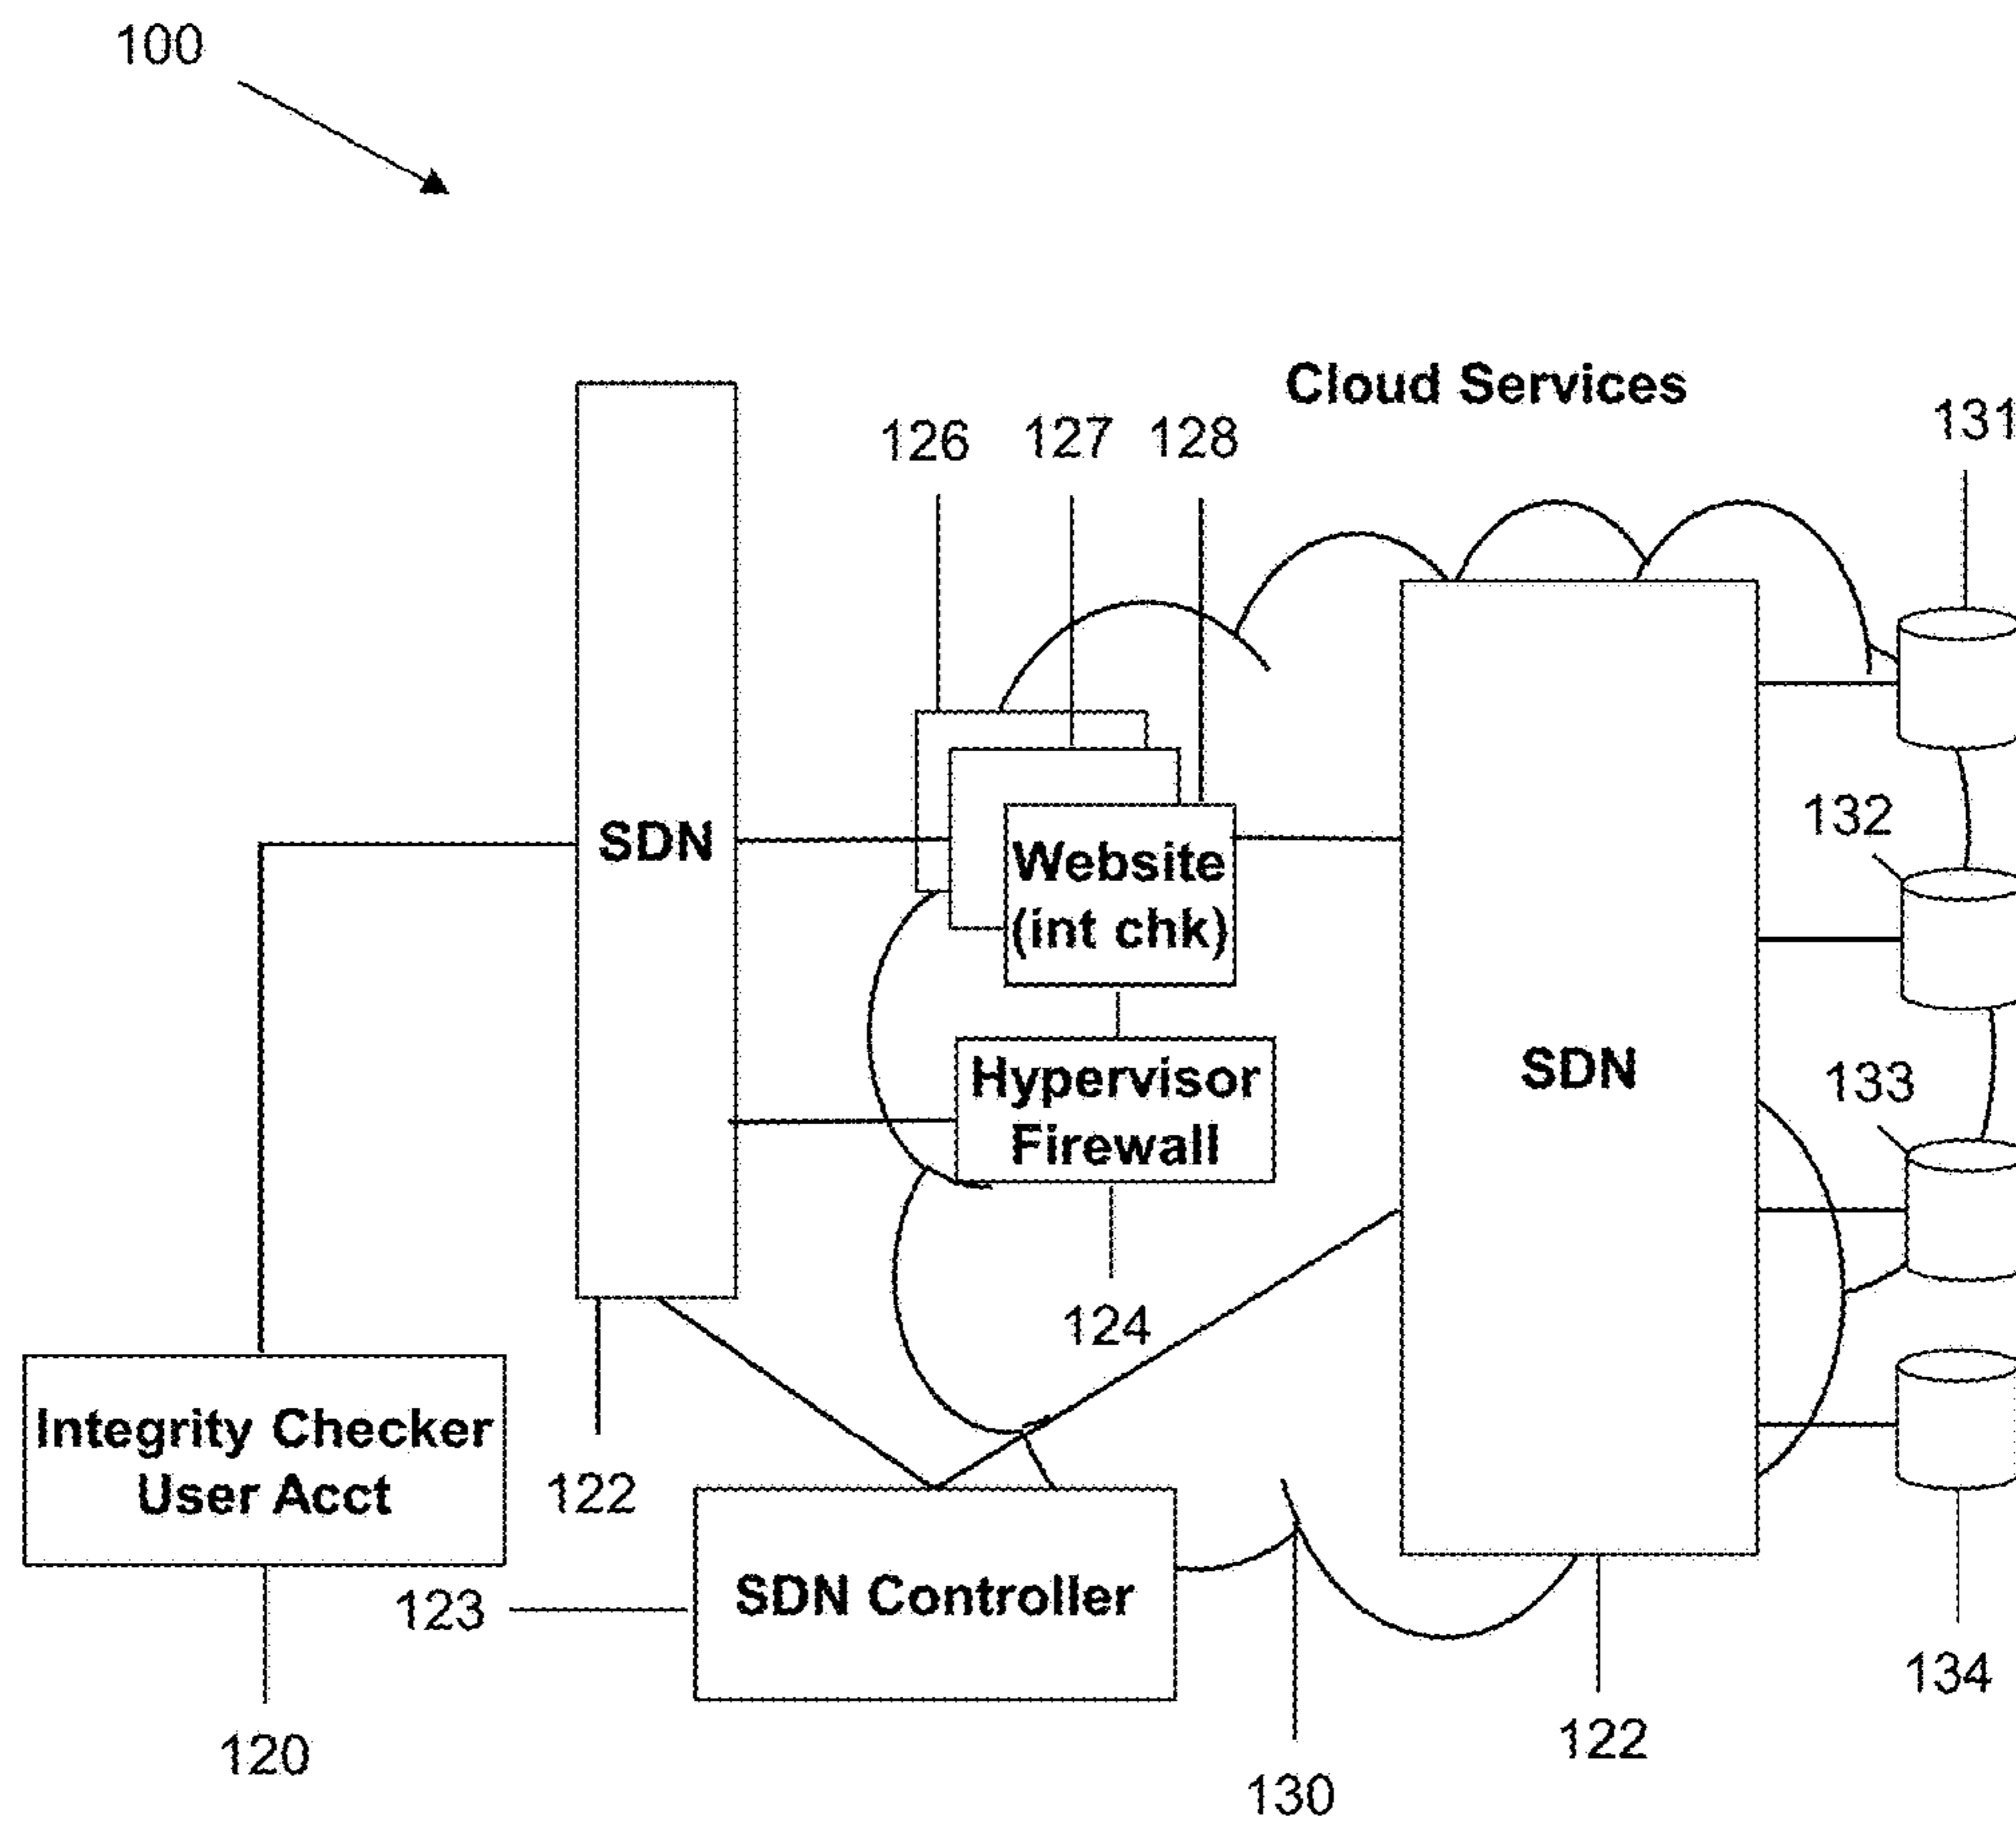 100
Cloud Services
126 127 128
131
SDN
132
Website
(int chk)
Hypervisor
Firewall
SDN
133
124
Integrity Checker
User Acct
122
SDN Controller
123
134
122
120
130